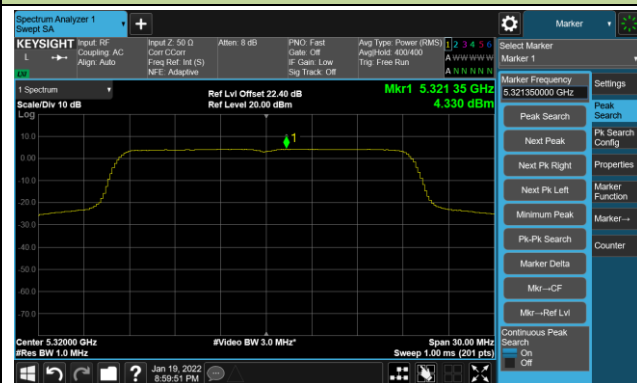 Spectrum Analyzer 1
Swept SA
Marker
KEYSIGHT
L
Input: RF
Coupling: AC
Align: Auto
Input Z: 50 Ω
Corr CCorr
Freq Ref: Int (S)
NFE: Adaptive
Atten: 8 dB
PNO: Fast
Gate: Off
IF Gain: Low
Sig Track: Off
Avg Type: Power (RMS)
Avg|Hold: 400/400
Trig: Free Run
1 2 3 4 5 6
A W W W W W
A N N N N N
Select Marker
Marker 1
1 Spectrum
Scale/Div 10 dB
Log
Ref Lvl Offset 22.40 dB
Ref Level 20.00 dBm
Mkr1 5.321 35 GHz
4.330 dBm
1
10.0
0.00
-10.0
-20.0
-30.0
-40.0
-50.0
-60.0
-70.0
Center 5.32000 GHz
#Res BW 1.0 MHz
#Video BW 3.0 MHz*
Span 30.00 MHz
Sweep 1.00 ms (201 pts)
Marker Frequency
5.321350000 GHz
Peak Search
Next Peak
Next Pk Right
Next Pk Left
Minimum Peak
Pk-Pk Search
Marker Delta
Mkr→CF
Mkr→Ref Lvl
Continuous Peak
Search
On
Off
Settings
Peak
Search
Pk Search
Config
Properties
Marker
Function
Marker→
Counter
?
Jan 19, 2022
8:59:51 PM